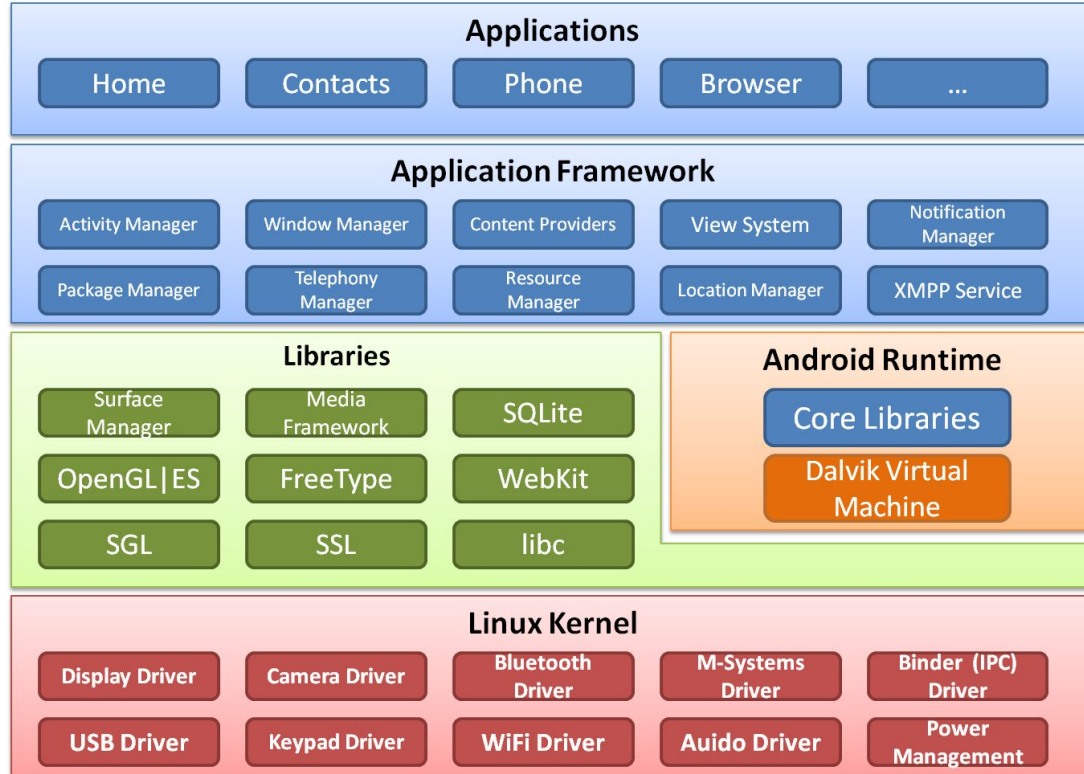 Applications
Home
Contacts
Phone
Browser
...
Application Framework
Activity Manager
Window Manager
Content Providers
View System
Notification
Manager
Package Manager
Telephony
Manager
Resource
Manager
Location Manager
XMPP Service
Libraries
Surface
Manager
Media
Framework
SQLite
OpenGL|ES
FreeType
WebKit
SGL
SSL
libc
Android Runtime
Core Libraries
Dalvik Virtual
Machine
Linux Kernel
Display Driver
Camera Driver
Bluetooth
Driver
M-Systems
Driver
Binder (IPC)
Driver
USB Driver
Keypad Driver
WiFi Driver
Auido Driver
Power
Management